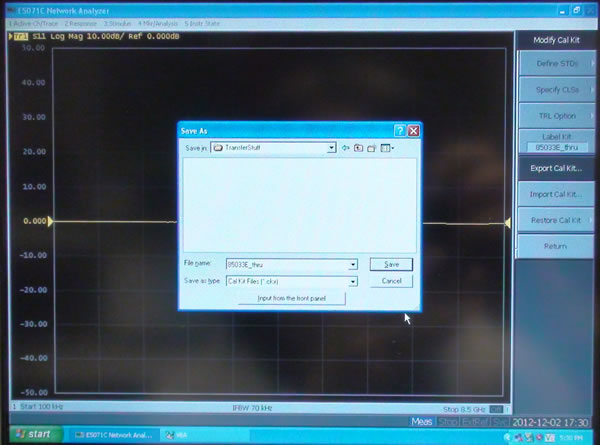 E5071C Network Analyzer
1 Active Ch/Trace 2 Response 3 Stimulus 4 Mkr/Analysis 5 Instr State
Tr1 S11 Log Mag 10.00dB/ Ref 0.000dB
50.00
40.00
30.00
20.00
10.00
0.000
-10.00
-20.00
-30.00
-40.00
-50.00
Save As
Save in: TransferStuff
File name: 85033E_thru
Save
Save as type: Cal Kit Files (*.ckx)
Cancel
Input from the front panel
Modify Cal Kit
Define STDs
Specify CLSs
TRL Option
Label Kit
85033E_thru
Export Cal Kit...
Import Cal Kit...
Restore Cal Kit
Return
1 Start 100 kHz IFBW 70 kHz Stop 8.5 GHz Off
Meas Stop ExtRef Svc 2012-12-02 17:30
start E5071C Network Anal... VBA 5:30 PM